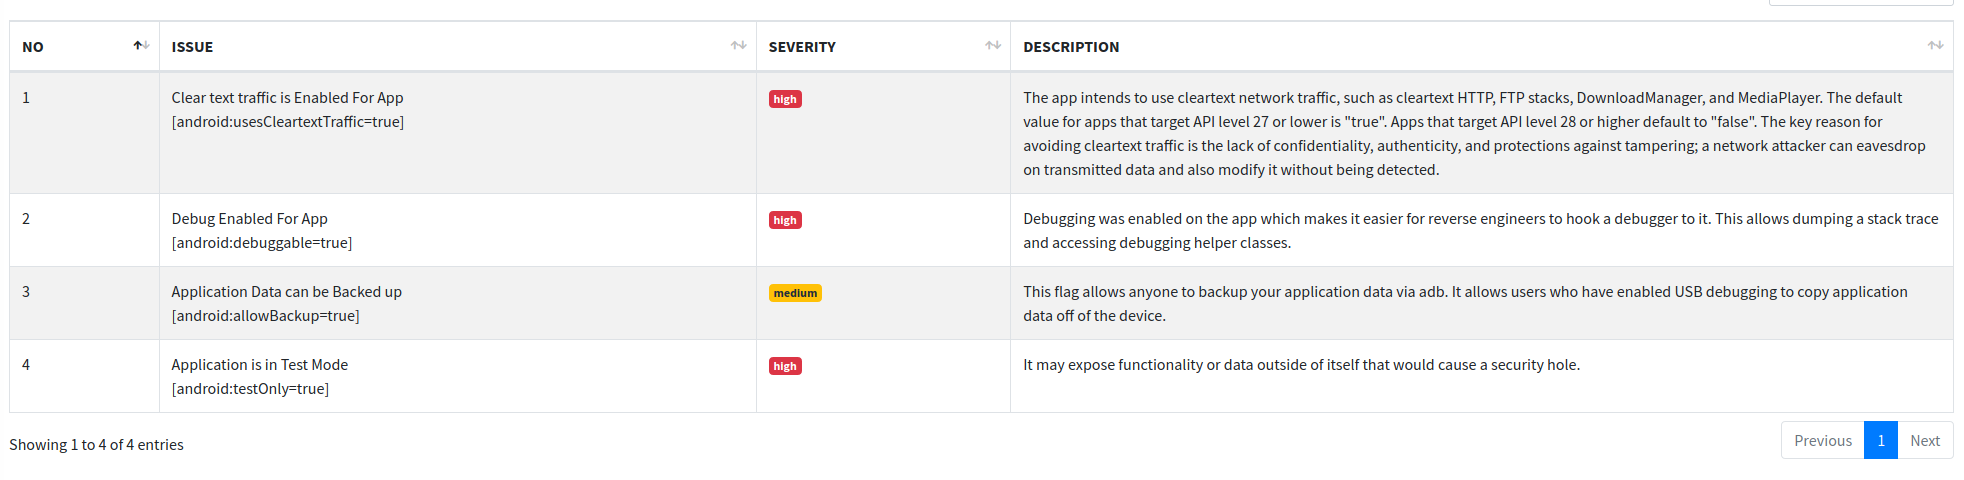 NO ISSUE SEVERITY DESCRIPTION
1 Clear text traffic is Enabled For App high The app intends to use cleartext network traffic, such as cleartext HTTP, FTP stacks, DownloadManager, and MediaPlayer. The default
[android:usesCleartextTraffic=true] value for apps that target API level 27 or lower is "true". Apps that target API level 28 or higher default to "false". The key reason for
avoiding cleartext traffic is the lack of confidentiality, authenticity, and protections against tampering; a network attacker can eavesdrop
on transmitted data and also modify it without being detected.
2 Debug Enabled For App high Debugging was enabled on the app which makes it easier for reverse engineers to hook a debugger to it. This allows dumping a stack trace
[android:debuggable=true] and accessing debugging helper classes.
3 Application Data can be Backed up medium This flag allows anyone to backup your application data via adb. It allows users who have enabled USB debugging to copy application
[android:allowBackup=true] data off of the device.
4 Application is in Test Mode high It may expose functionality or data outside of itself that would cause a security hole.
[android:testOnly=true]
Showing 1 to 4 of 4 entries Previous 1 Next